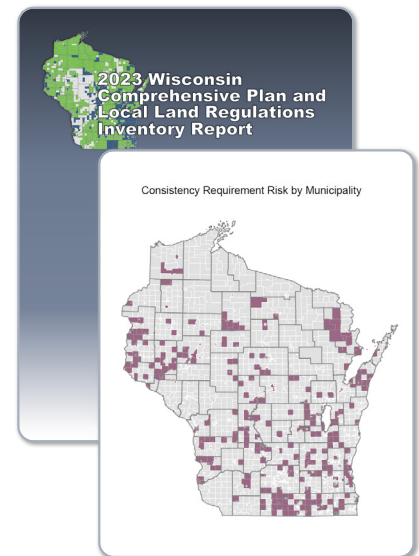 2023 Wisconsin
Comprehensive Plan and
Local Land Regulations
Inventory Report
Consistency Requirement Risk by Municipality